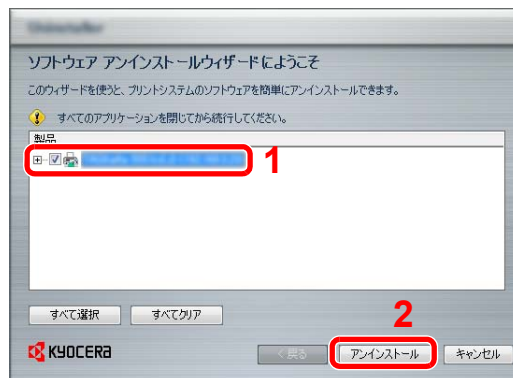 ソフトウェア アンインストールウィザードにようこそ
このウィザードを使うと、プリントシステムのソフトウェアを簡単にアンインストールできます。
すべてのアプリケーションを閉じてから続行してください。
製品
1
すべて選択 すべてクリア
2
KYOCERA
< 戻る アンインストール キャンセル